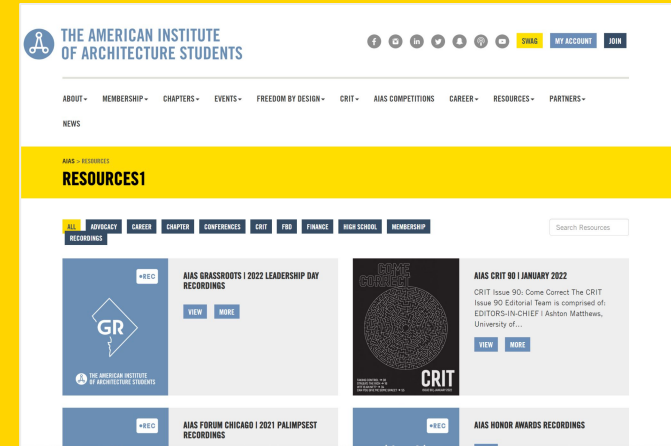 THE AMERICAN INSTITUTE
OF ARCHITECTURE STUDENTS
SWAG MY ACCOUNT JOIN
ABOUT MEMBERSHIP CHAPTERS EVENTS FREEDOM BY DESIGN CRIT AIAS COMPETITIONS CAREER RESOURCES PARTNERS
NEWS
AIAS > RESOURCES
RESOURCES1
ALL ADVOCACY CAREER CHAPTER CONFERENCES CRIT FBD FINANCE HIGH SCHOOL MEMBERSHIP
RECORDINGS
Search Resources
REC
GR
THE AMERICAN INSTITUTE
OF ARCHITECTURE STUDENTS
AIAS GRASSROOTS | 2022 LEADERSHIP DAY
RECORDINGS
VIEW MORE
COME
CORRECT
CRIT
AIAS CRIT 90 | JANUARY 2022
CRIT Issue 90: Come Correct The CRIT
Issue 90 Editorial Team is comprised of:
EDITORS-IN-CHIEF | Ashton Matthews,
University of...
VIEW MORE
REC
AIAS FORUM CHICAGO | 2021 PALIMPSEST
RECORDINGS
REC
AIAS HONOR AWARDS RECORDINGS